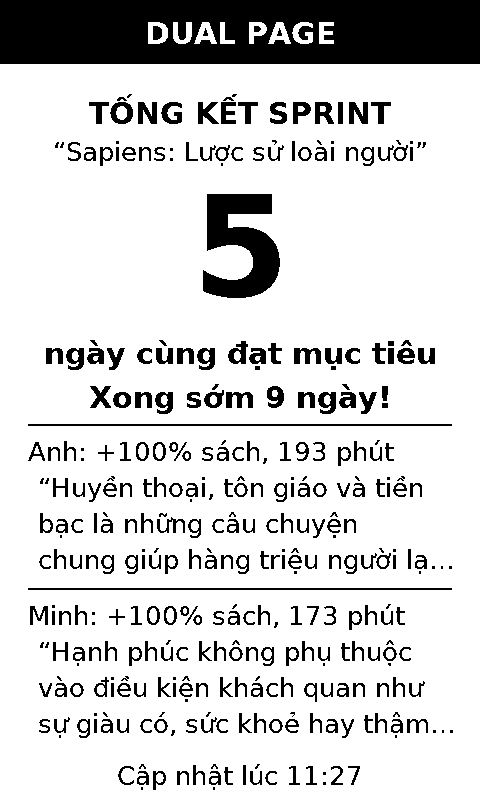 DUAL PAGE
TỔNG KẾT SPRINT
“Sapiens: Lược sử loài người”
5
ngày cùng đạt mục tiêu
Xong sớm 9 ngày!
Anh: +100% sách, 193 phút
“Huyền thoại, tôn giáo và tiền
bạc là những câu chuyện
chung giúp hàng triệu người lạ…
Minh: +100% sách, 173 phút
“Hạnh phúc không phụ thuộc
vào điều kiện khách quan như
sự giàu có, sức khoẻ hay thậm…
Cập nhật lúc 11:27